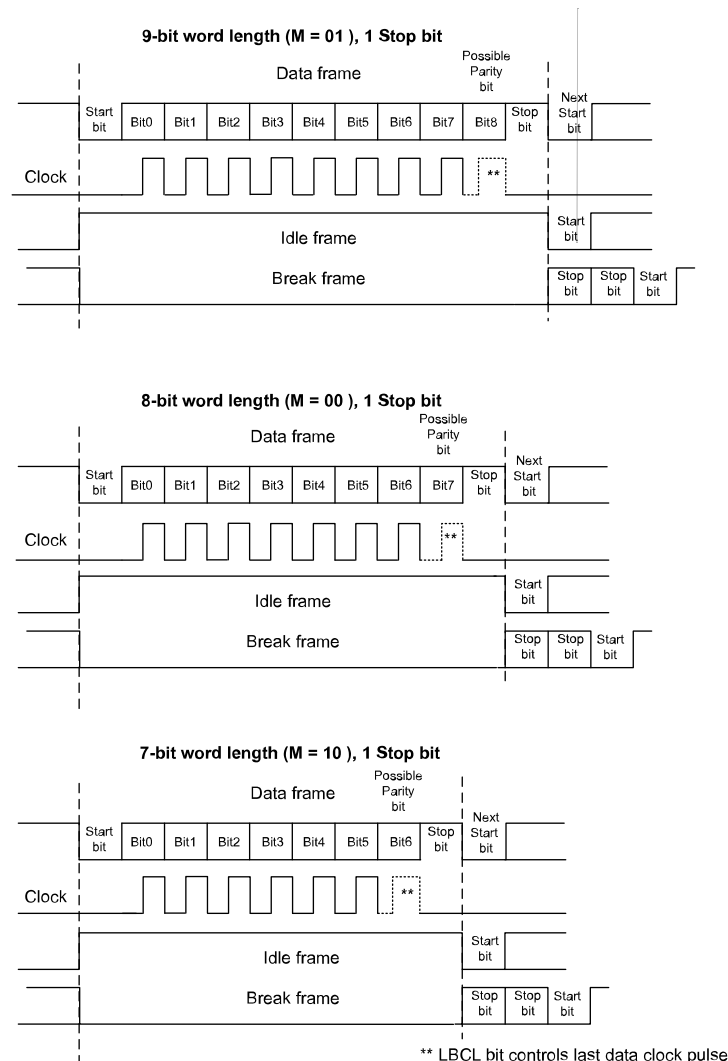 9-bit word length (M = 01 ), 1 Stop bit
Data frame
Possible
Parity
bit
Start
bit
Bit0 Bit1 Bit2 Bit3 Bit4 Bit5 Bit6 Bit7 Bit8
Stop
bit
Next
Start
bit
Clock
**
Idle frame
Start
bit
Break frame
Stop
bit
Stop
bit
Start
bit
8-bit word length (M = 00 ), 1 Stop bit
Data frame
Possible
Parity
bit
Start
bit
Bit0 Bit1 Bit2 Bit3 Bit4 Bit5 Bit6 Bit7
Stop
bit
Next
Start
bit
Clock
**
Idle frame
Start
bit
Break frame
Stop
bit
Stop
bit
Start
bit
7-bit word length (M = 10 ), 1 Stop bit
Data frame
Possible
Parity
bit
Start
bit
Bit0 Bit1 Bit2 Bit3 Bit4 Bit5 Bit6
Stop
bit
Next
Start
bit
Clock
**
Idle frame
Start
bit
Break frame
Stop
bit
Stop
bit
Start
bit
** LBCL bit controls last data clock pulse